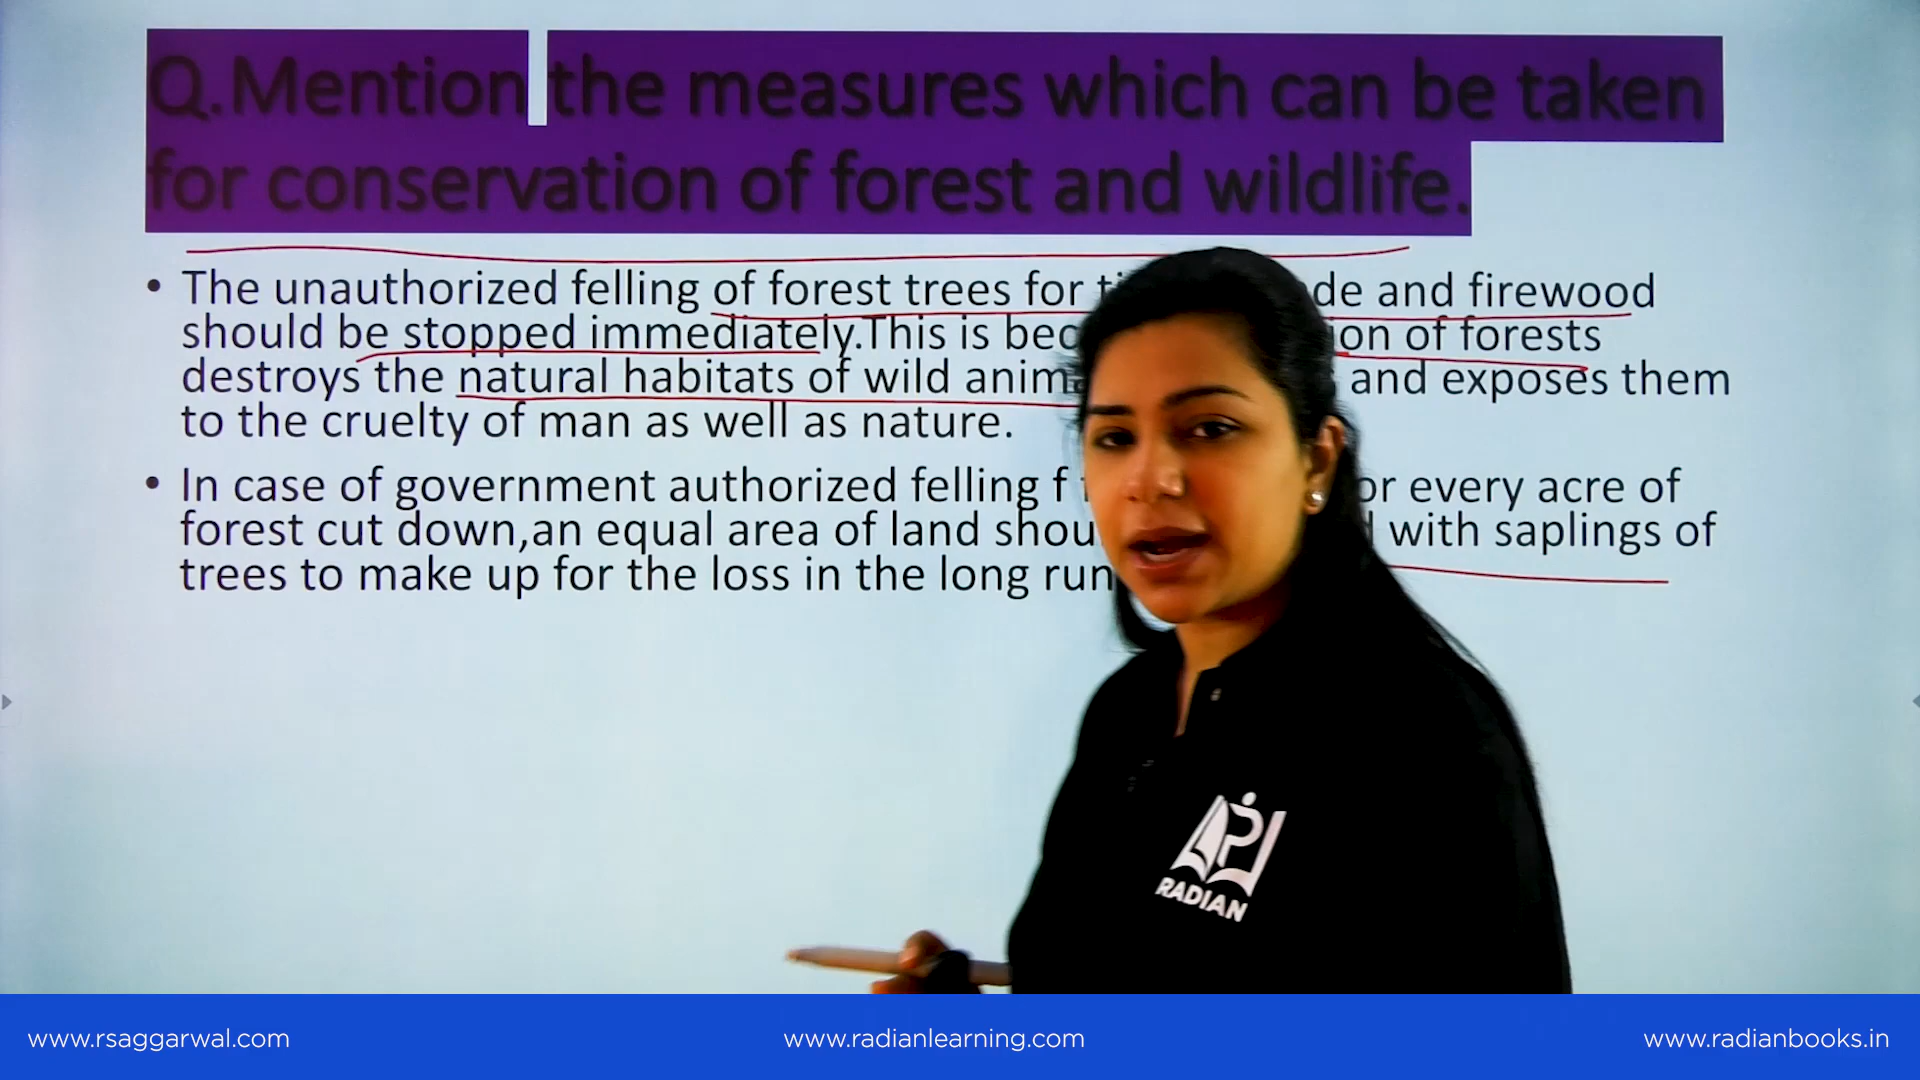 Q.Mention the measures which can be taken
for conservation of forest and wildlife.
• The unauthorized felling of forest trees for de and firewood
should be stopped immediately.This is bec on of forests
destroys the natural habitats of wild anim and exposes them
to the cruelty of man as well as nature.
• In case of government authorized felling f or every acre of
forest cut down,an equal area of land shou with saplings of
trees to make up for the loss in the long run
RADIAN
www.rsaggarwal.com
www.radianlearning.com
www.radianbooks.in